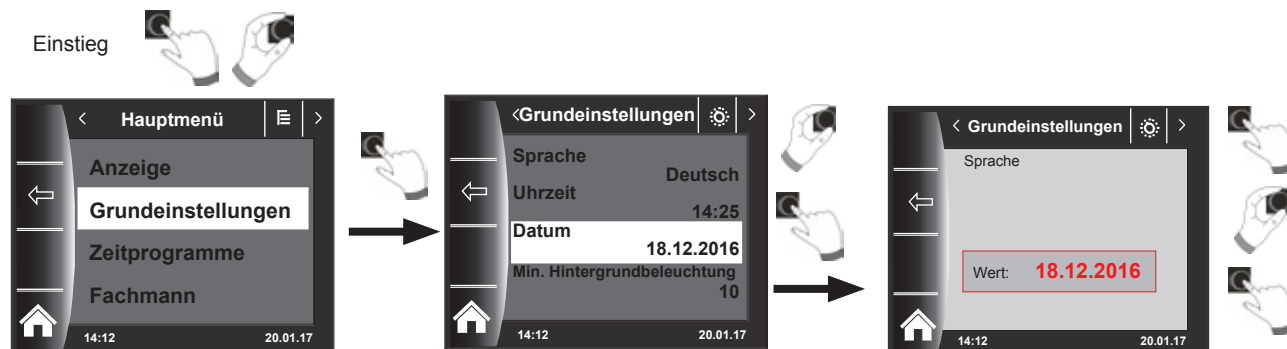 Einstieg
< Hauptmenü >
Anzeige
Grundeinstellungen
Zeitprogramme
Fachmann
14:12 20.01.17
<Grundeinstellungen >
Sprache
Deutsch
Uhrzeit
14:25
Datum
18.12.2016
Min. Hintergrundbeleuchtung
10
14:12 20.01.17
< Grundeinstellungen >
Sprache
Wert: 18.12.2016
14:12 20.01.17